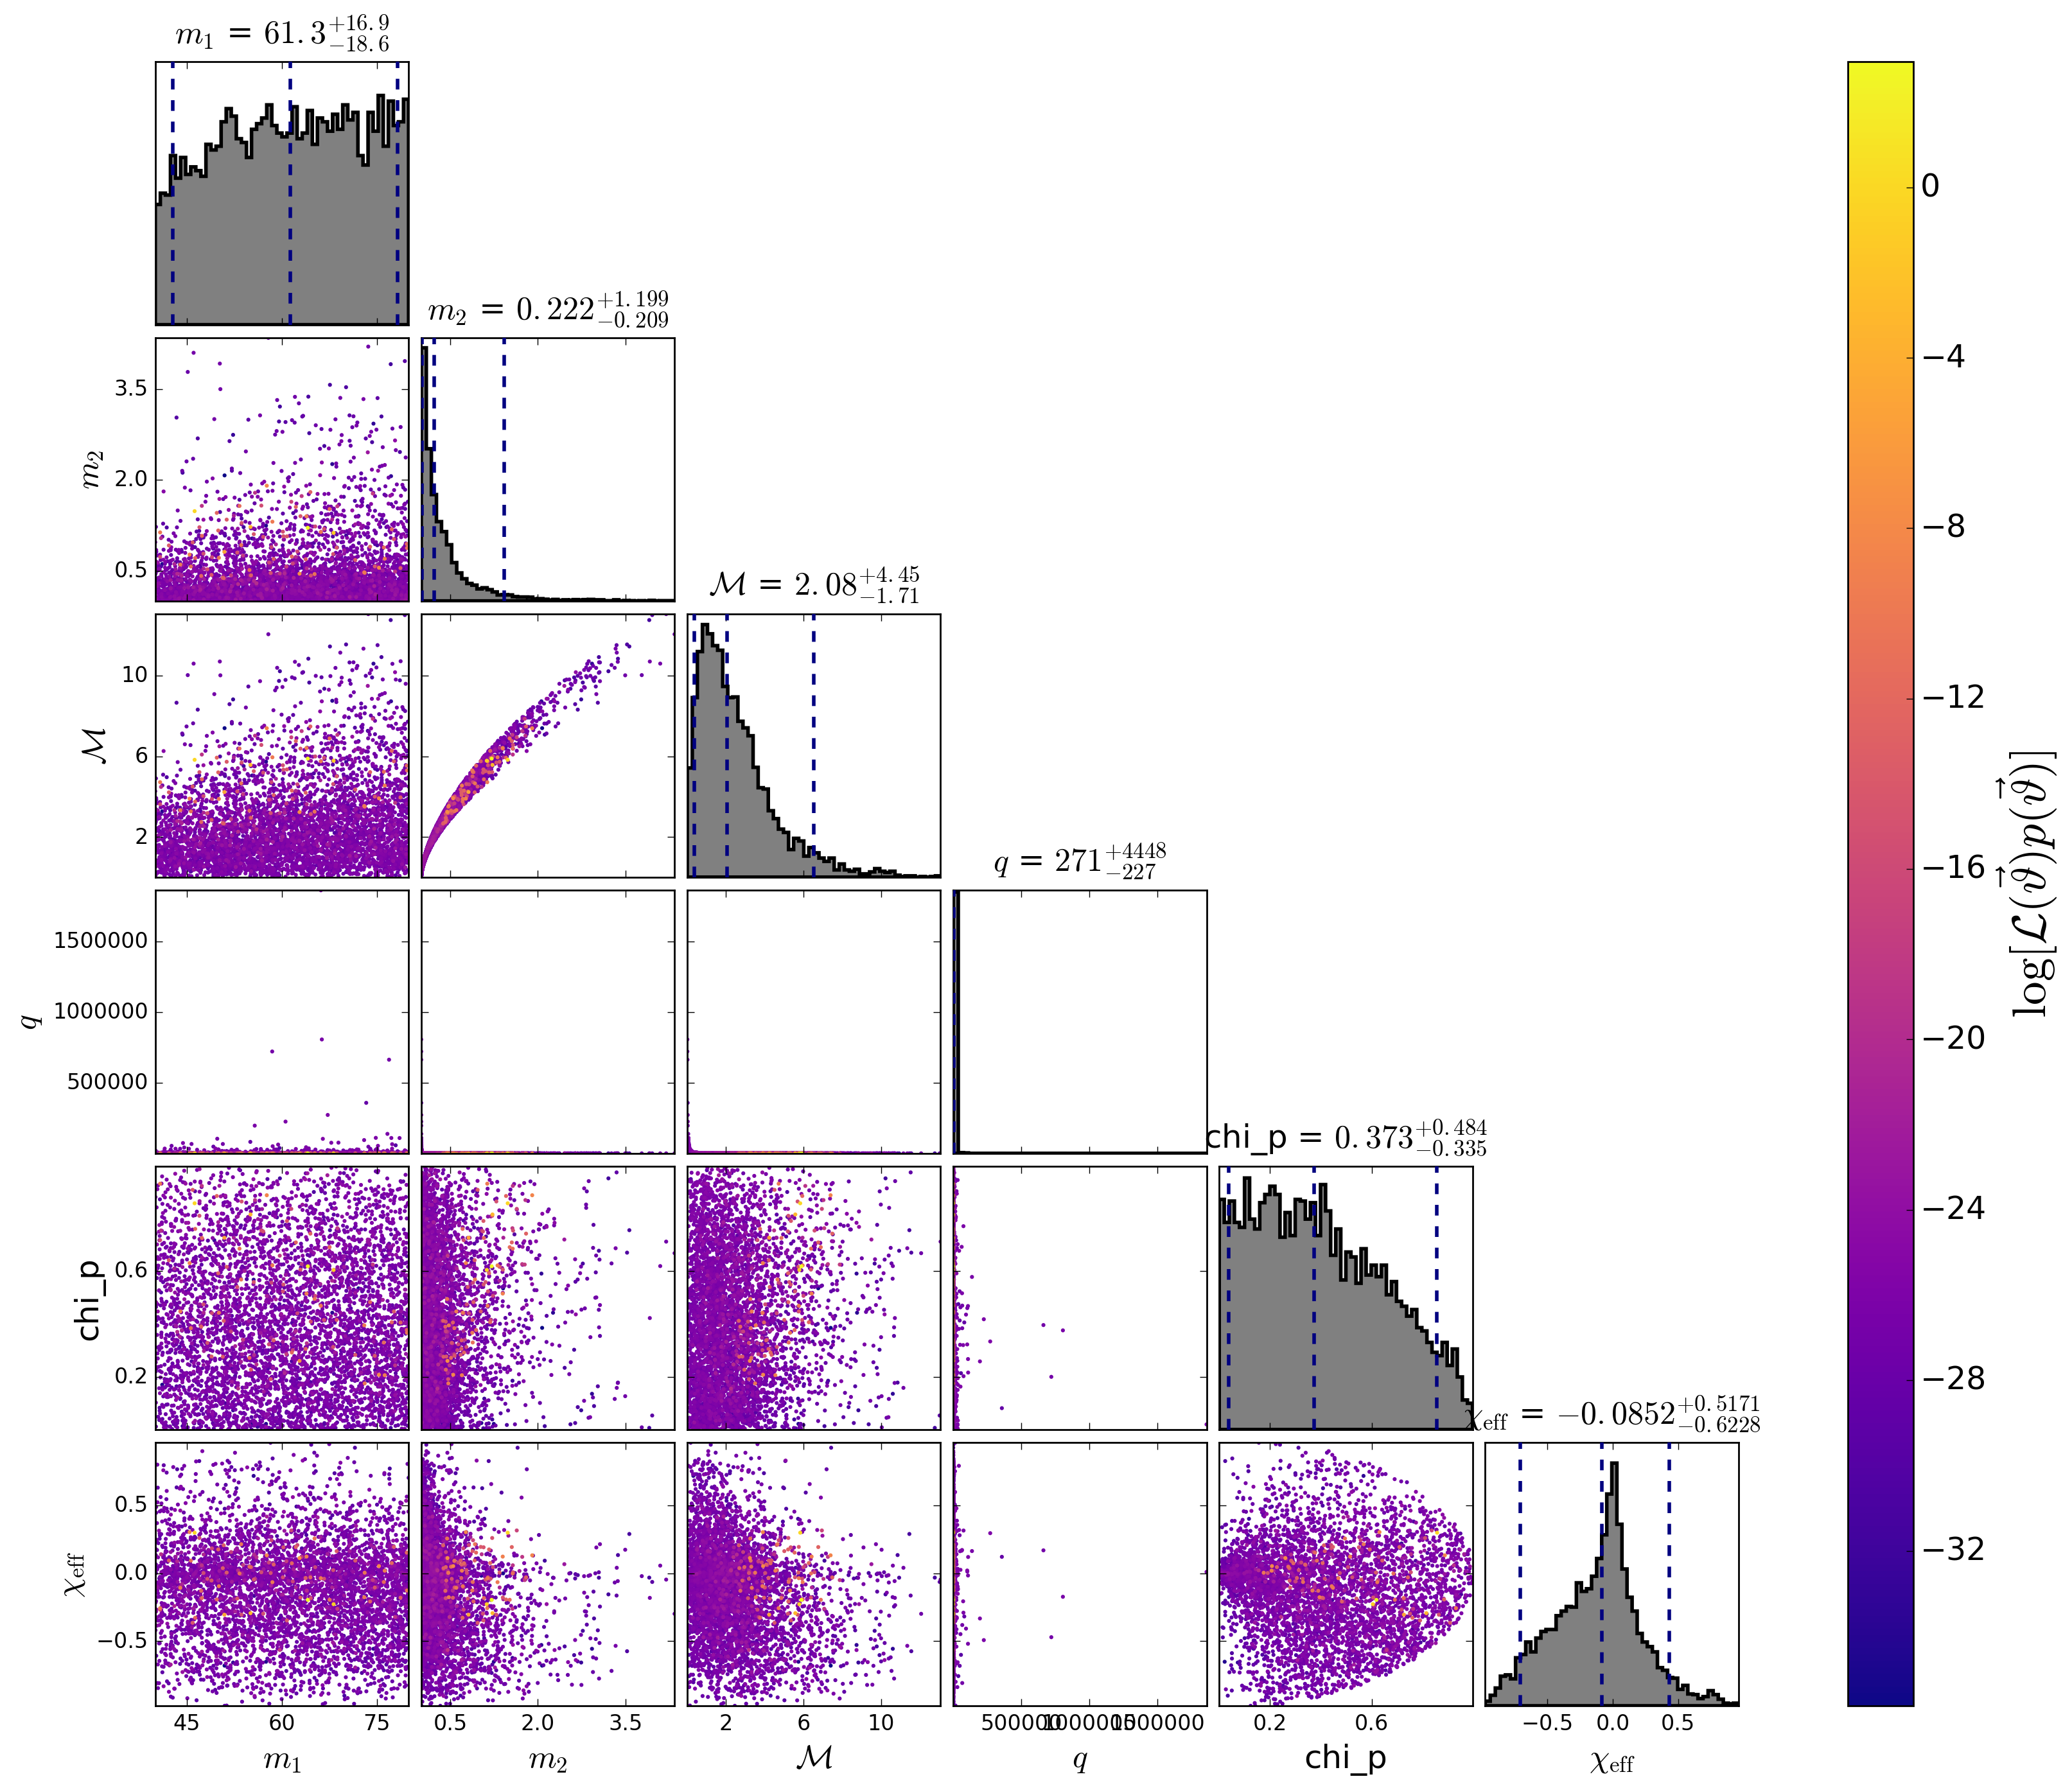 m₁ = 61.3 +16.9 −18.6
m₂ = 0.222 +1.199 −0.209
3.5
2.0
0.5
m₂
ℳ = 2.08 +4.45 −1.71
10
6
2
ℳ
q = 271 +4448 −227
1500000
1000000
500000
q
chi_p = 0.373 +0.484 −0.335
0.6
0.2
chi_p
χeff = −0.0852 +0.5171 −0.6228
0.5
0.0
−0.5
χeff
45 60 75
0.5 2.0 3.5
2 6 10
500000 1000000 1500000
0.2 0.6
−0.5 0.0 0.5
m₁
m₂
ℳ
q
chi_p
χeff
0
−4
−8
−12
−16
−20
−24
−28
−32
log[ℒ(ϑ⃗)p(ϑ⃗)]